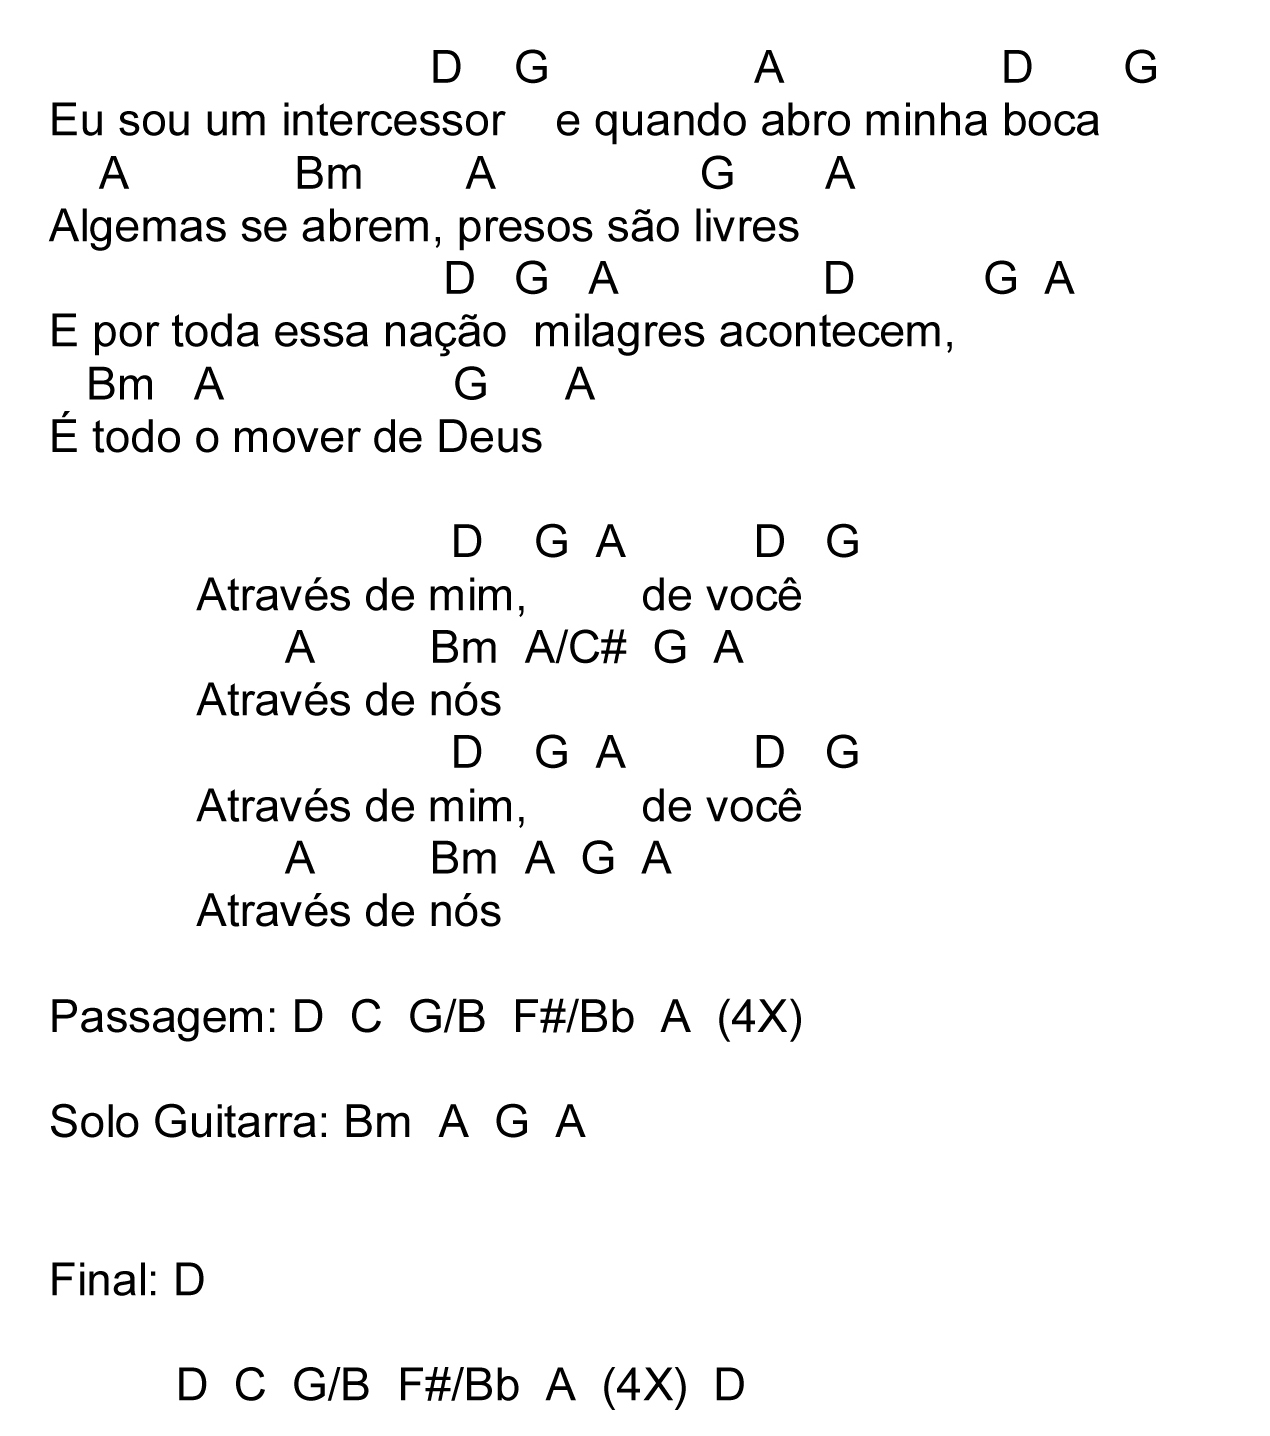 D G A D G
Eu sou um intercessor e quando abro minha boca
A Bm A G A
Algemas se abrem, presos são livres
D G A D G A
E por toda essa nação milagres acontecem,
Bm A G A
É todo o mover de Deus
D G A D G
Através de mim, de você
A Bm A/C# G A
Através de nós
D G A D G
Através de mim, de você
A Bm A G A
Através de nós
Passagem: D C G/B F#/Bb A (4X)
Solo Guitarra: Bm A G A
Final: D
D C G/B F#/Bb A (4X) D